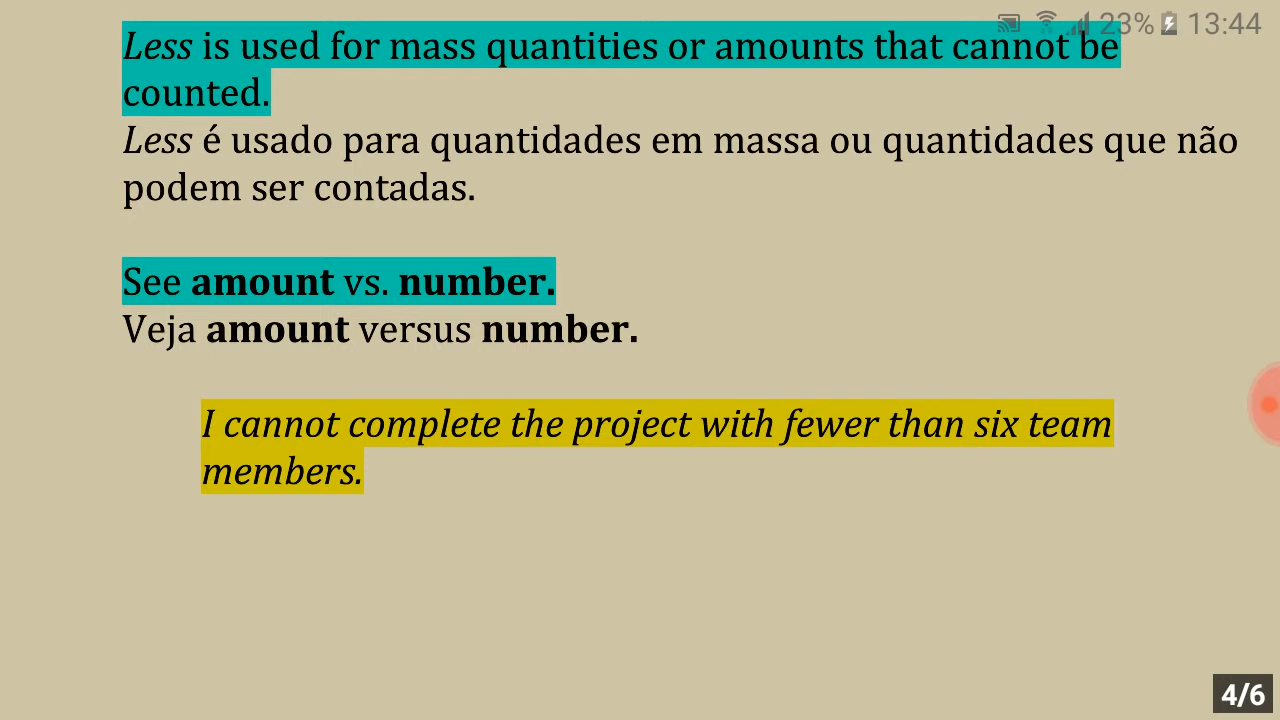 23% 13:44
Less is used for mass quantities or amounts that cannot be
counted.
Less é usado para quantidades em massa ou quantidades que não
podem ser contadas.
See amount vs. number.
Veja amount versus number.
I cannot complete the project with fewer than six team
members.
4/6